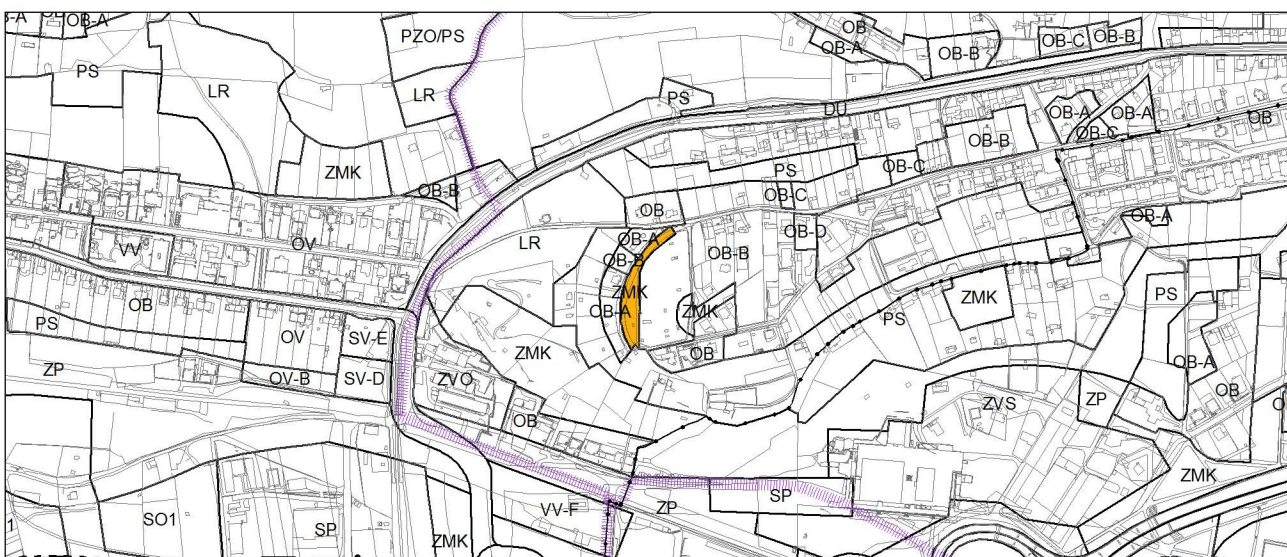 OB-A
PS
LR
PZO/PS
LR
ZMK
OB-B
PS
DU
OB
OB-A
OB-B
OB-C
OB-B
OB-A
OB-A
OB-C
OB
OB-B
PS
OB-C
OB-C
OB
OB-A
OB-B
OB-D
OB-B
OB-A
VV
OV
LR
ZMK
OB-A
ZMK
OB
ZMK
PS
PS
OB-A
OB
OB
PS
OV
SV-E
ZP
OV-B
SV-D
ZVO
ZMK
OB
ZVS
ZP
ZMK
SO1
SP
ZMK
VV-F
ZP
SP